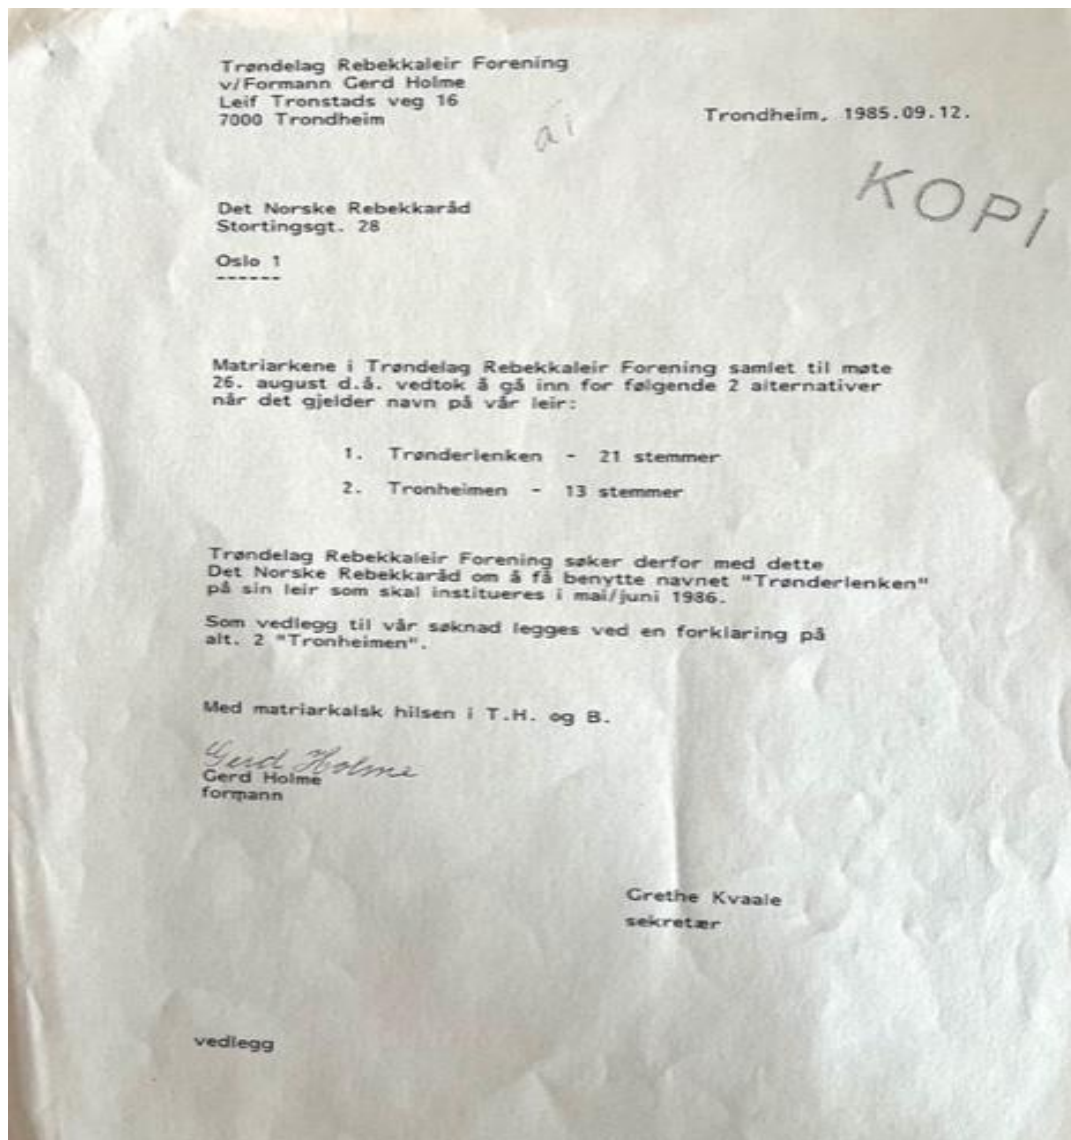 Trøndelag Rebekkaleir Forening
v/Formann Gerd Holme
Leif Tronstads veg 16
7000 Trondheim
Trondheim, 1985.09.12.
KOPI
Det Norske Rebekkaråd
Stortingsgt. 28
Oslo 1
------
Matriarkene i Trøndelag Rebekkaleir Forening samlet til møte
26. august d.å. vedtok å gå inn for følgende 2 alternativer
når det gjelder navn på vår leir:
1. Trønderlenken - 21 stemmer
2. Tronheimen - 13 stemmer
Trøndelag Rebekkaleir Forening søker derfor med dette
Det Norske Rebekkaråd om å få benytte navnet "Trønderlenken"
på sin leir som skal institueres i mai/juni 1986.
Som vedlegg til vår søknad legges ved en forklaring på
alt. 2 "Tronheimen".
Med matriarkalsk hilsen i T.H. og B.
Gerd Holme
Gerd Holme
formann
Grethe Kvaale
sekretær
vedlegg